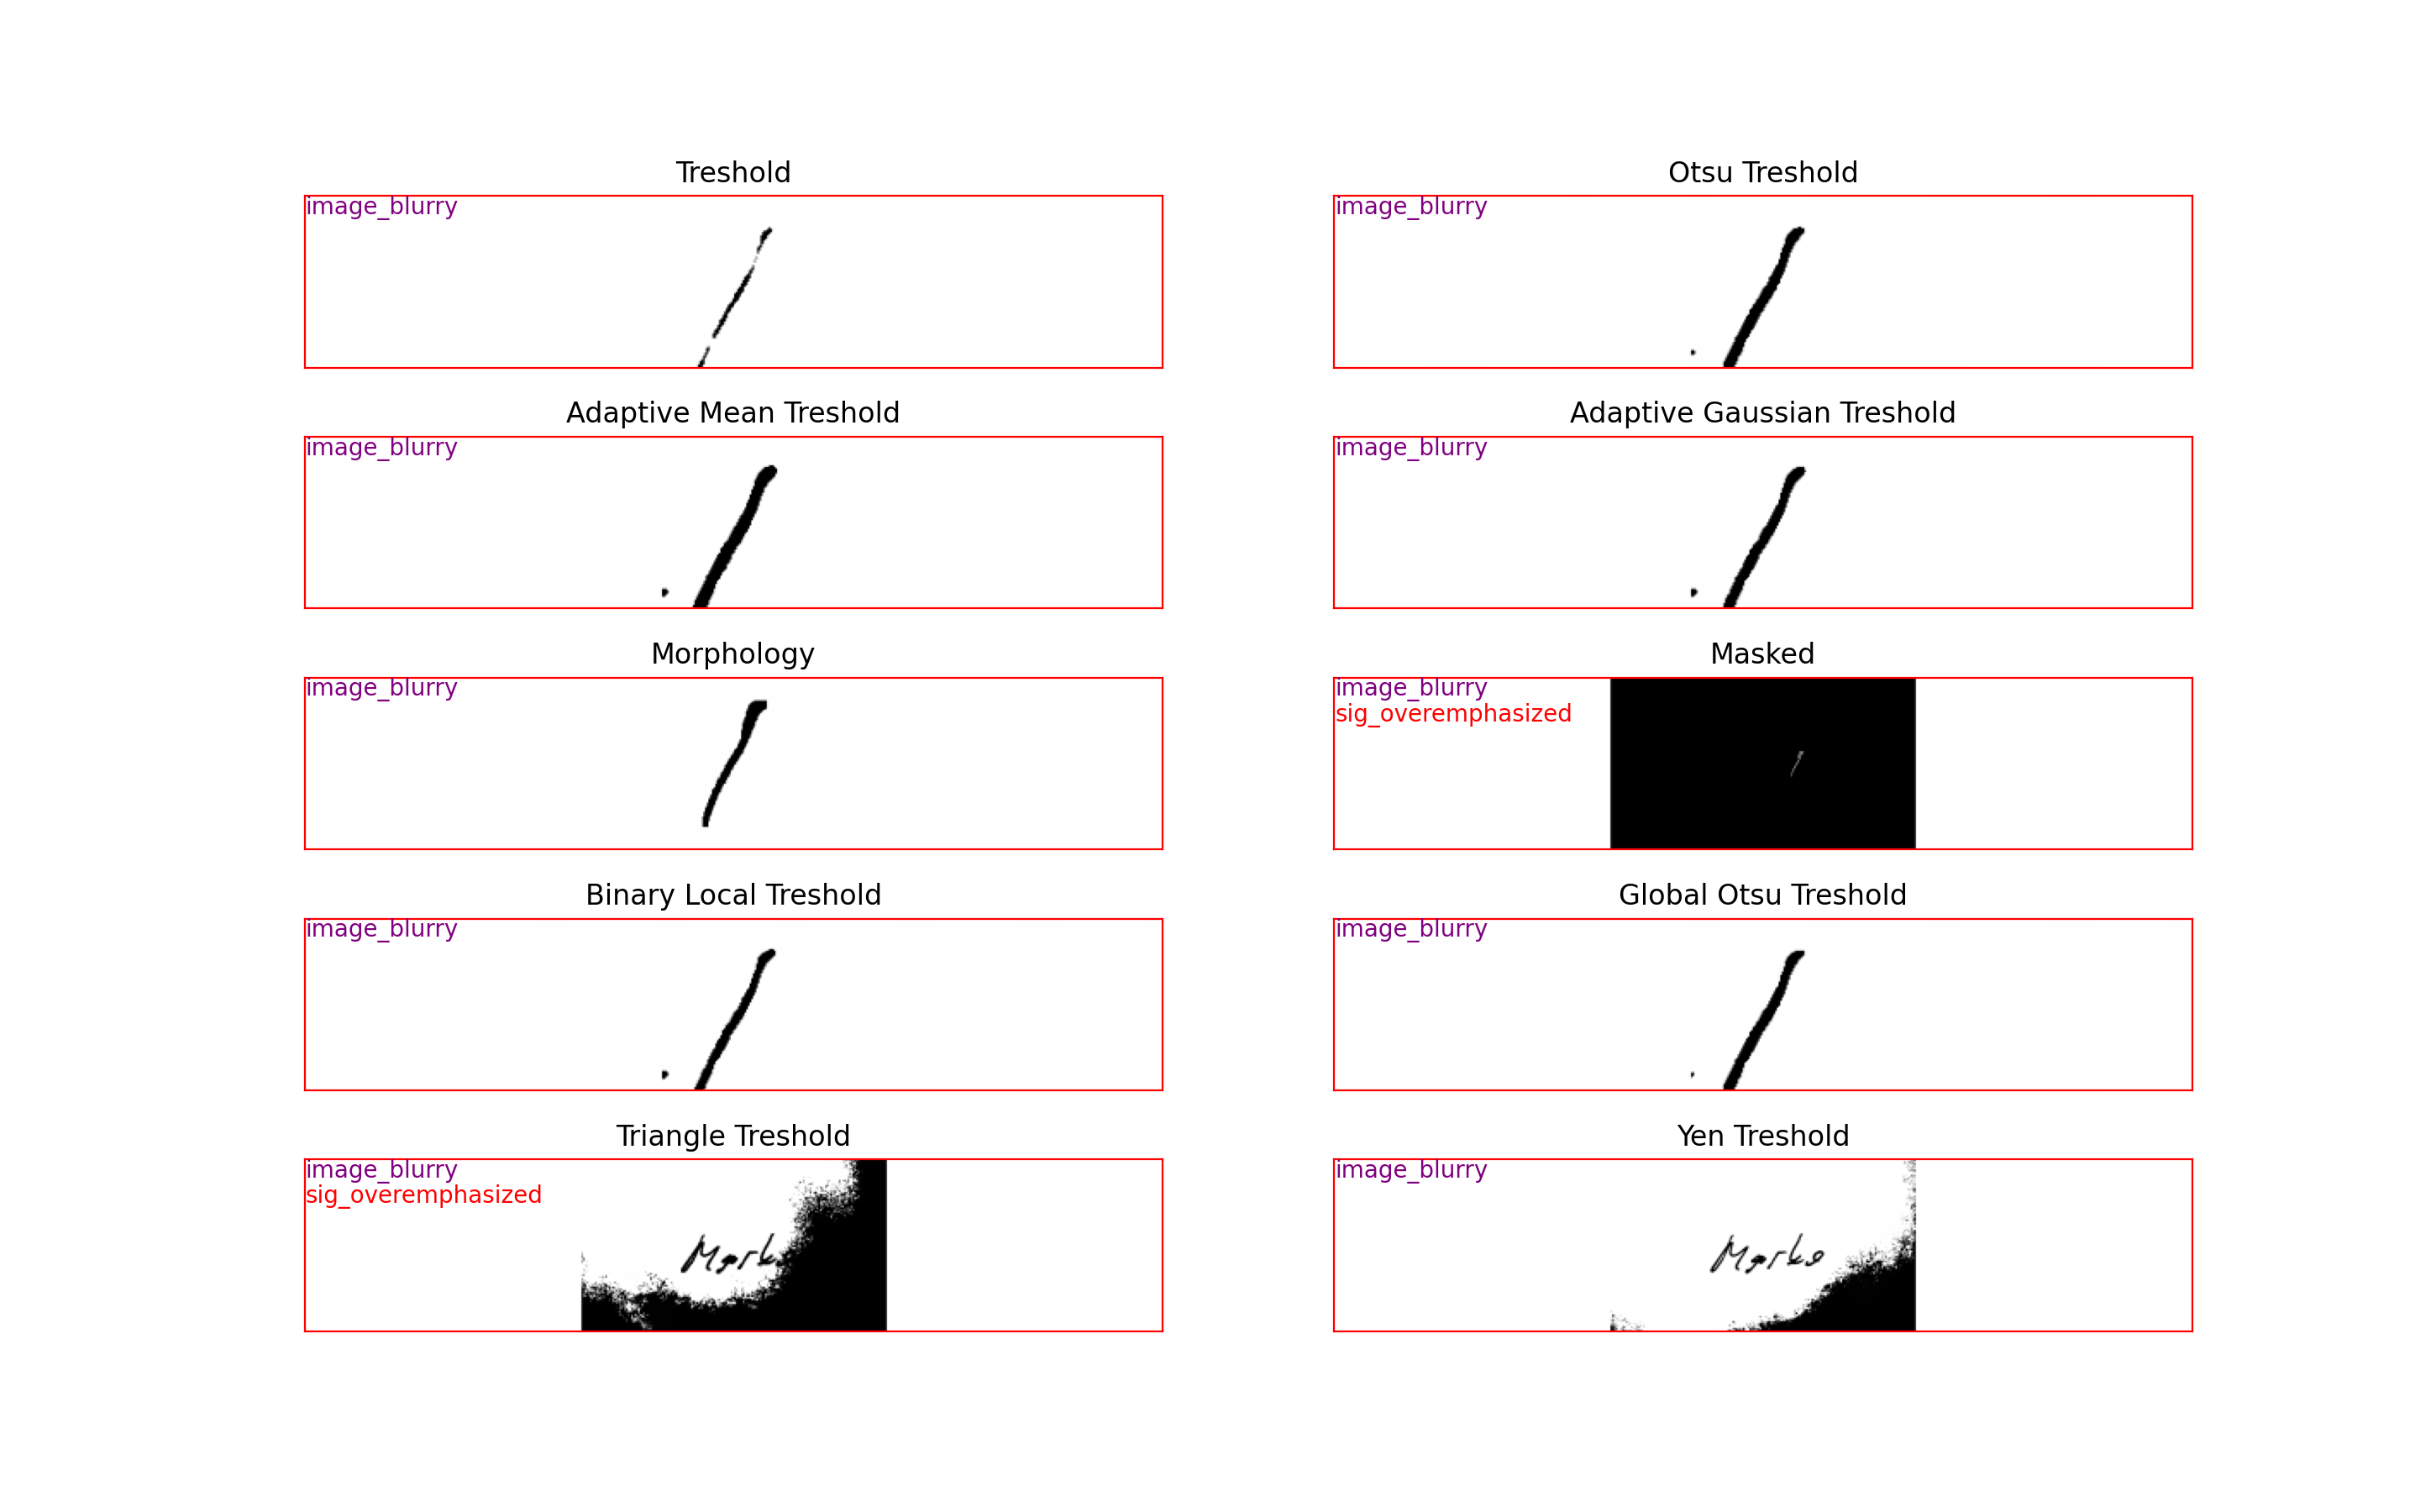 Treshold
image_blurry
Otsu Treshold
image_blurry
Adaptive Mean Treshold
image_blurry
Adaptive Gaussian Treshold
image_blurry
Morphology
image_blurry
Masked
image_blurry
sig_overemphasized
Binary Local Treshold
image_blurry
Global Otsu Treshold
image_blurry
Triangle Treshold
image_blurry
sig_overemphasized
Mark
Yen Treshold
image_blurry
Marko